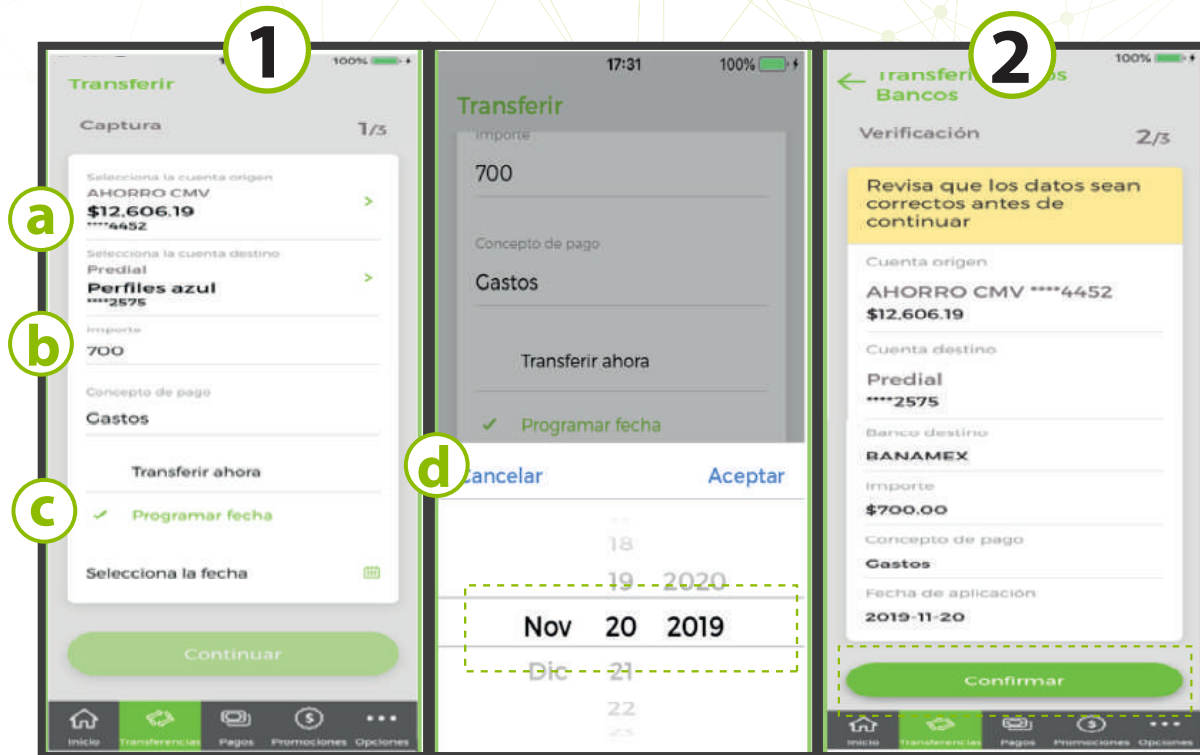 1
100%
Transferir
Captura
1/3
Selecciona la cuenta origen
AHORRO CMV
$12,606.19
****4452
Selecciona la cuenta destino
Predial
Perfiles azul
****2575
Importe
700
Concepto de pago
Gastos
Transferir ahora
Programar fecha
Selecciona la fecha
Continuar
Inicio Transferencias Pagos Promociones Opciones
a
b
c
17:31 100%
Transferir
Importe
700
Concepto de pago
Gastos
Transferir ahora
Programar fecha
d
Cancelar Aceptar
18
19 2020
Nov 20 2019
Dic 21
22
23
2
100%
Bancos
Verificación
2/3
Revisa que los datos sean
correctos antes de
continuar
Cuenta origen
AHORRO CMV ****4452
$12,606.19
Cuenta destino
Predial
****2575
Banco destino
BANAMEX
Importe
$700.00
Concepto de pago
Gastos
Fecha de aplicación
2019-11-20
Confirmar
Inicio Transferencias Pagos Promociones Opciones